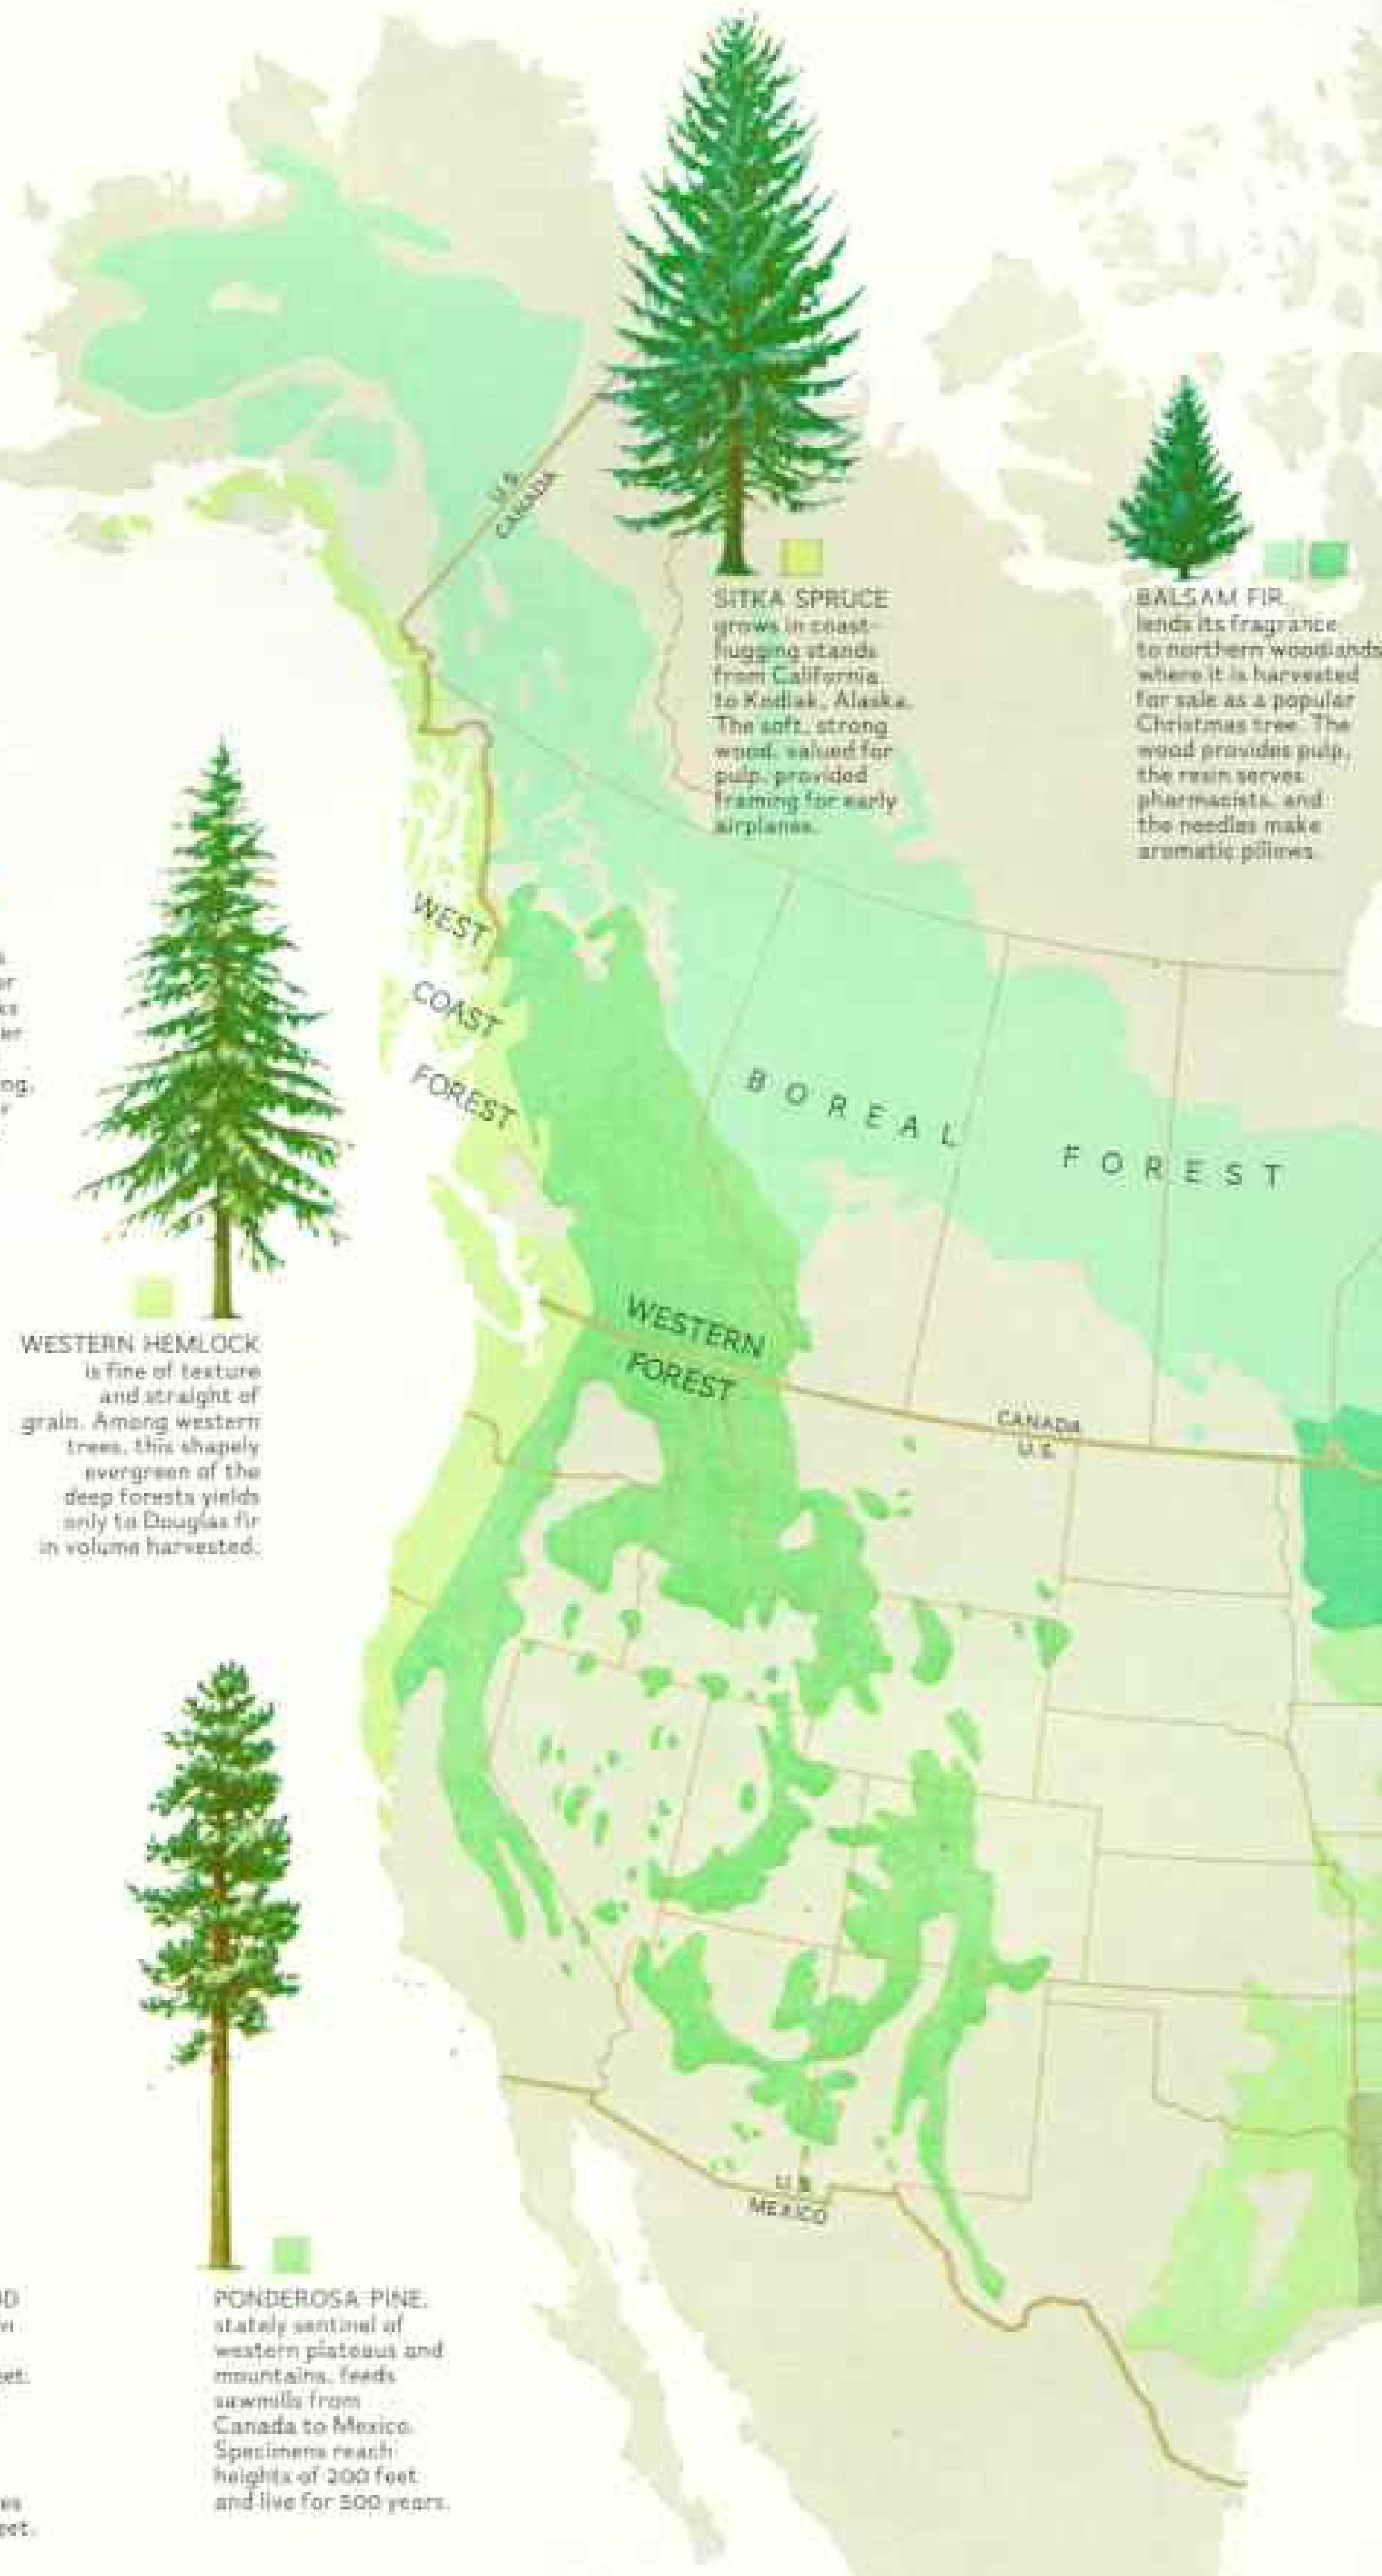 U.S.
CANADA
SITKA SPRUCE
grows in coast-
hugging stands
from California
to Kodiak, Alaska.
The soft, strong
wood, valued for
pulp, provided
framing for early
airplanes.
BALSAM FIR
lends its fragrance
to northern woodlands
where it is harvested
for sale as a popular
Christmas tree. The
wood provides pulp,
the resin serves
pharmacists, and
the needles make
aromatic pillows.
WEST
COAST
FOREST
BOREAL
FOREST
WESTERN HEMLOCK
is fine of texture
and straight of
grain. Among western
trees, this shapely
evergreen of the
deep forests yields
only to Douglas fir
in volume harvested.
WESTERN
FOREST
CANADA
U.S.
U.S.
MEXICO
PONDEROSA PINE,
stately sentinel of
western plateaus and
mountains, feeds
sawmills from
Canada to Mexico.
Specimens reach
heights of 200 feet
and live for 500 years.